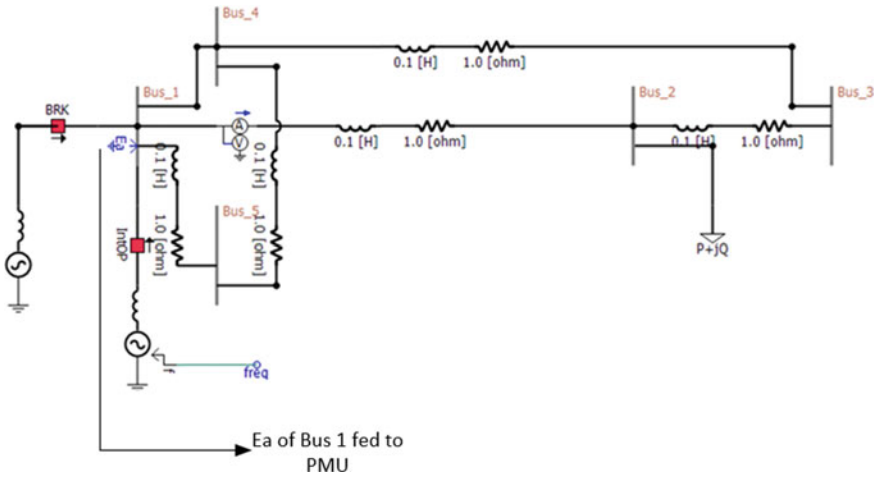 Bus_4
0.1 [H]
1.0 [ohm]
Bus_1
Bus_2
Bus_3
BRK
Ea
A
V
0.1 [H]
1.0 [ohm]
0.1 [H]
1.0 [ohm]
0.1 [H]
0.1 [H]
Bus_5
1.0 [ohm]
1.0 [ohm]
IntOP
P+jQ
f
freq
Ea of Bus 1 fed to
PMU